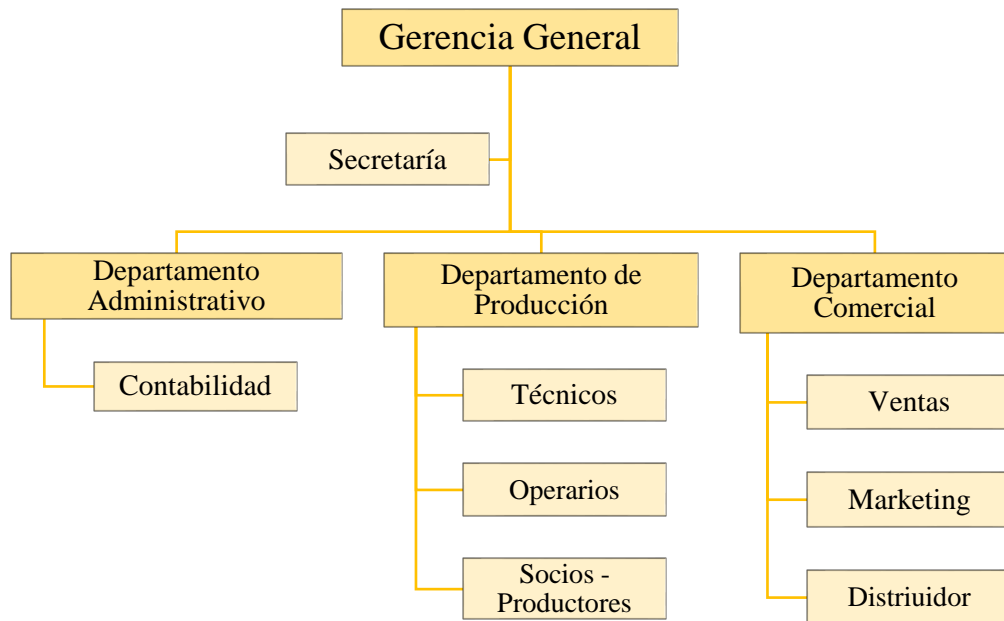 Gerencia General
Secretaría
Departamento
Administrativo
Contabilidad
Departamento de
Producción
Técnicos
Operarios
Socios -
Productores
Departamento
Comercial
Ventas
Marketing
Distriuidor